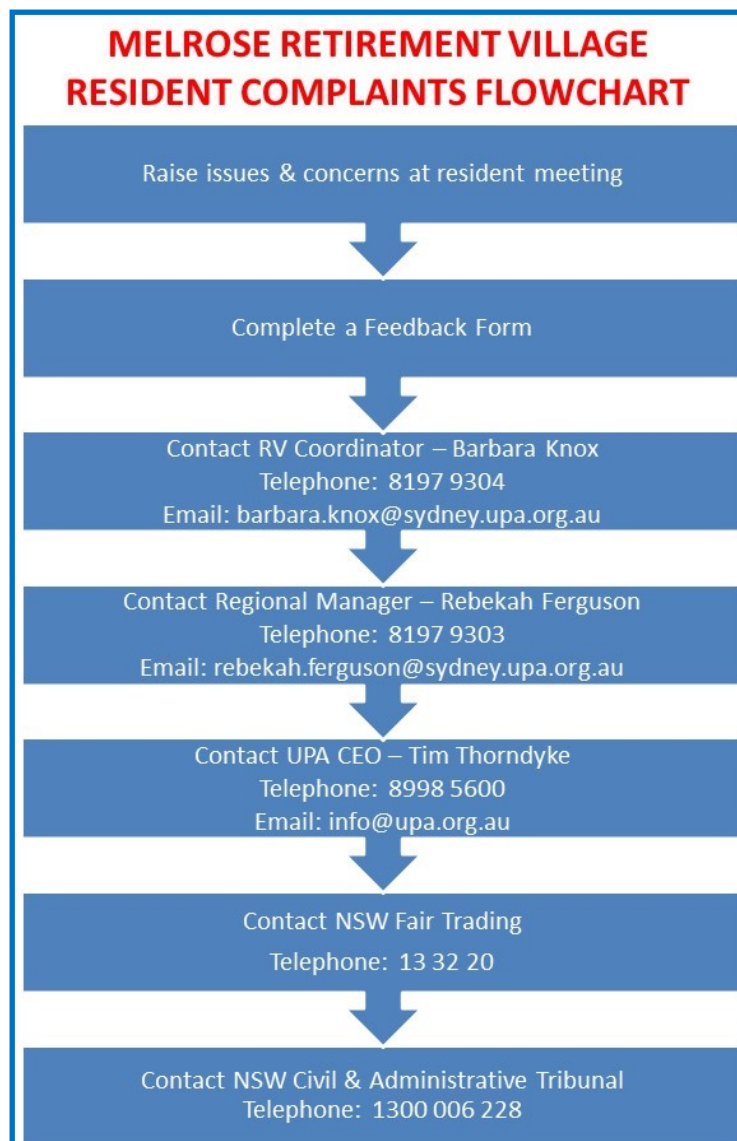 MELROSE RETIREMENT VILLAGE
RESIDENT COMPLAINTS FLOWCHART
Raise issues & concerns at resident meeting
Complete a Feedback Form
Contact RV Coordinator – Barbara Knox
Telephone: 8197 9304
Email: barbara.knox@sydney.upa.org.au
Contact Regional Manager – Rebekah Ferguson
Telephone: 8197 9303
Email: rebekah.ferguson@sydney.upa.org.au
Contact UPA CEO – Tim Thorndyke
Telephone: 8998 5600
Email: info@upa.org.au
Contact NSW Fair Trading
Telephone: 13 32 20
Contact NSW Civil & Administrative Tribunal
Telephone: 1300 006 228